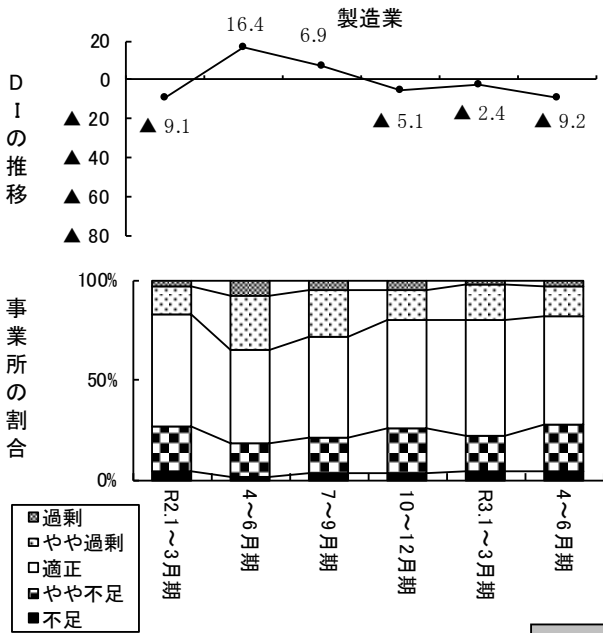 製造業
DIの推移
20
0
▲ 20
▲ 40
▲ 60
▲ 80
▲ 9.1
16.4
6.9
▲ 5.1
▲ 2.4
▲ 9.2
事業所の割合
100%
50%
0%
R2.1～3月期
4～6月期
7～9月期
10～12月期
R3.1～3月期
4～6月期
過剰
やや過剰
適正
やや不足
不足